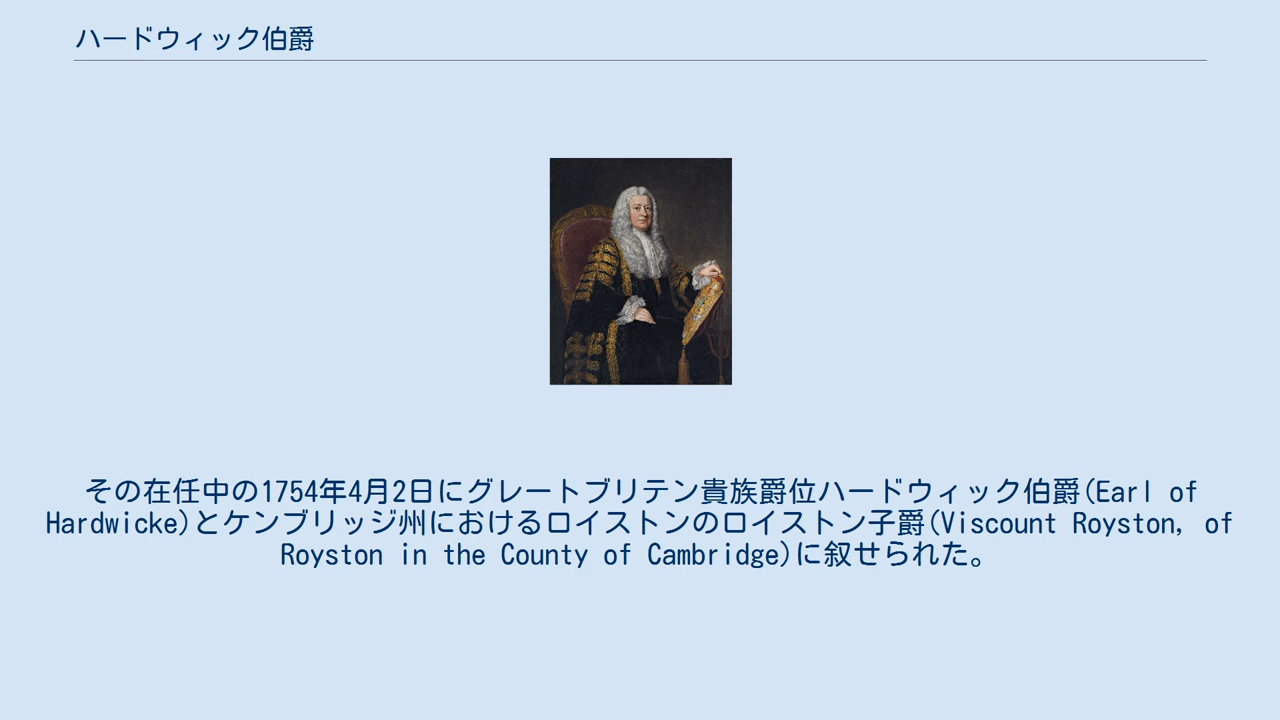 ハードウィック伯爵
その在任中の1754年4月2日にグレートブリテン貴族爵位ハードウィック伯爵(Earl of
Hardwicke)とケンブリッジ州におけるロイストンのロイストン子爵(Viscount Royston, of
Royston in the County of Cambridge)に叙せられた。